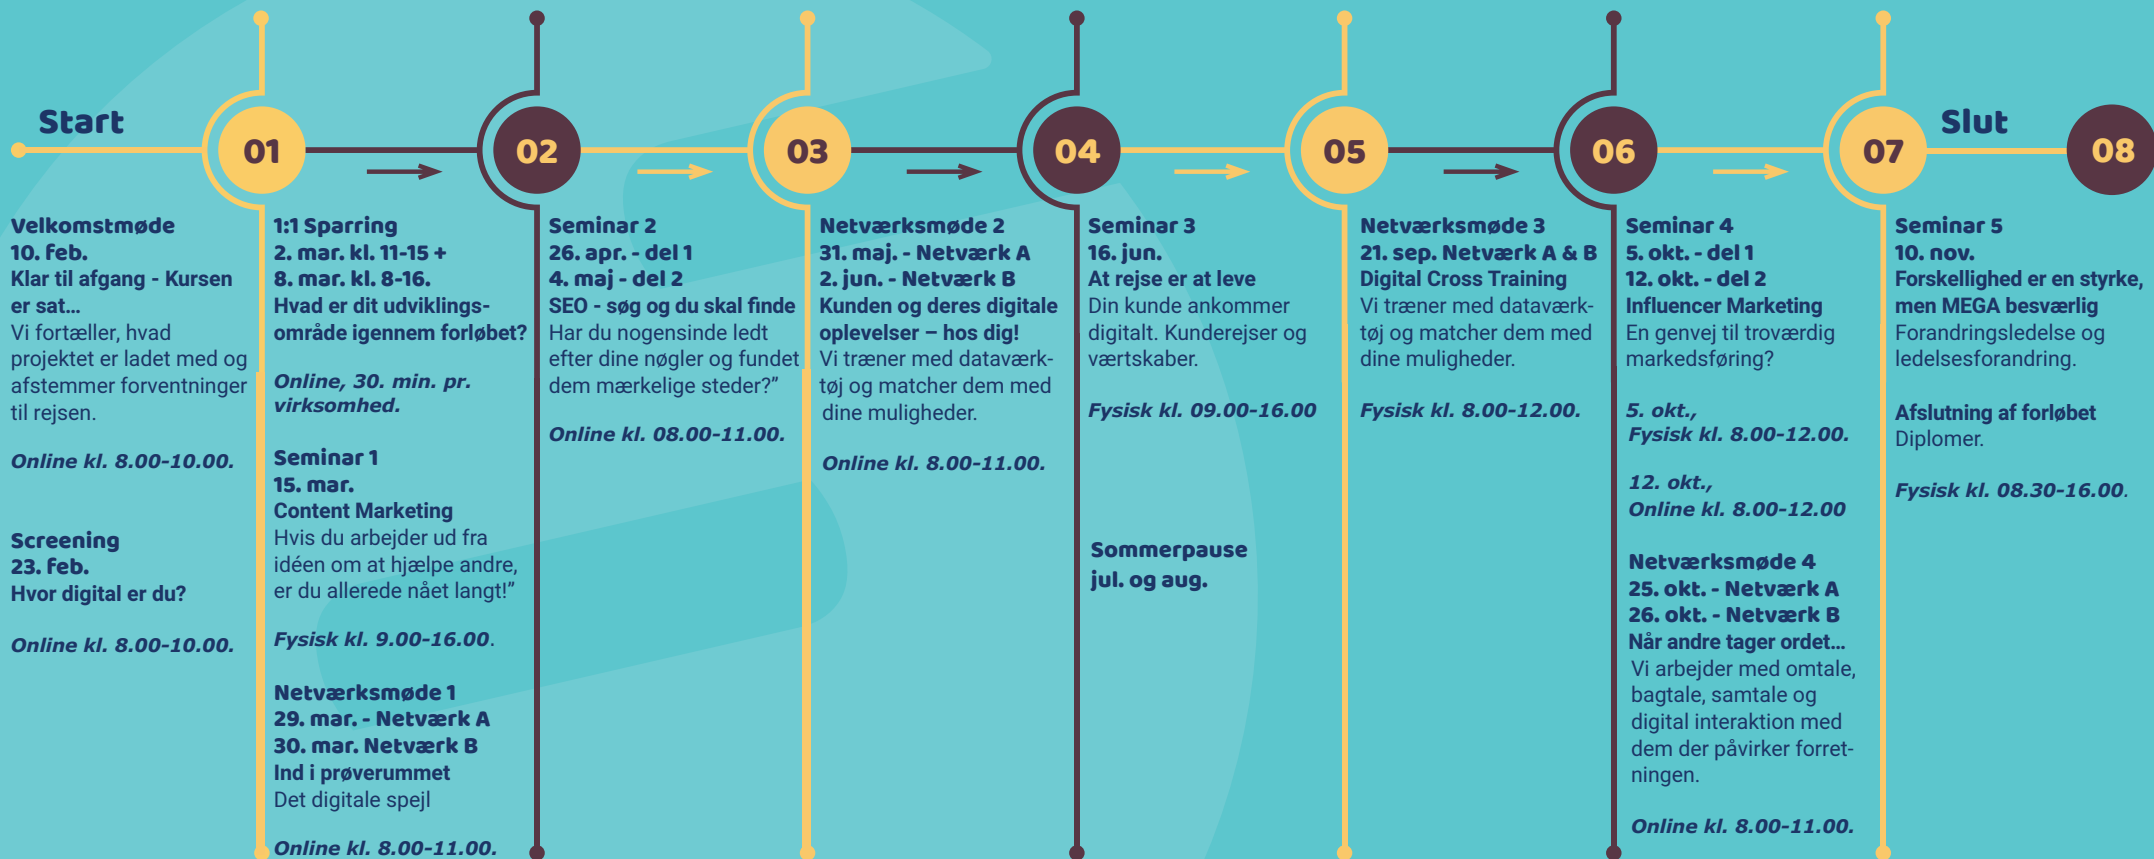 Start
Slut
01
02
03
04
05
06
07
08
Velkomstmøde
10. feb.
Klar til afgang - Kursen
er sat...
Vi fortæller, hvad
projektet er ladet med og
afstemmer forventninger
til rejsen.
Online kl. 8.00-10.00.
Screening
23. feb.
Hvor digital er du?
Online kl. 8.00-10.00.
1:1 Sparring
2. mar. kl. 11-15 +
8. mar. kl. 8-16.
Hvad er dit udviklings-
område igennem forløbet?
Online, 30. min. pr.
virksomhed.
Seminar 1
15. mar.
Content Marketing
Hvis du arbejder ud fra
idéen om at hjælpe andre,
er du allerede nået langt!”
Fysisk kl. 9.00-16.00.
Netværksmøde 1
29. mar. - Netværk A
30. mar. Netværk B
Ind i prøverummet
Det digitale spejl
Online kl. 8.00-11.00.
Seminar 2
26. apr. - del 1
4. maj - del 2
SEO - søg og du skal finde
Har du nogensinde ledt
efter dine nøgler og fundet
dem mærkelige steder?”
Online kl. 08.00-11.00.
Netværksmøde 2
31. maj. - Netværk A
2. jun. - Netværk B
Kunden og deres digitale
oplevelser – hos dig!
Vi træner med dataværk-
tøj og matcher dem med
dine muligheder.
Online kl. 8.00-11.00.
Seminar 3
16. jun.
At rejse er at leve
Din kunde ankommer
digitalt. Kunderejser og
værtskaber.
Fysisk kl. 09.00-16.00
Sommerpause
jul. og aug.
Netværksmøde 3
21. sep. Netværk A & B
Digital Cross Training
Vi træner med dataværk-
tøj og matcher dem med
dine muligheder.
Fysisk kl. 8.00-12.00.
Seminar 4
5. okt. - del 1
12. okt. - del 2
Influencer Marketing
En genvej til troværdig
markedsføring?
5. okt.,
Fysisk kl. 8.00-12.00.
12. okt.,
Online kl. 8.00-12.00
Netværksmøde 4
25. okt. - Netværk A
26. okt. - Netværk B
Når andre tager ordet...
Vi arbejder med omtale,
bagtale, samtale og
digital interaktion med
dem der påvirker forret-
ningen.
Online kl. 8.00-11.00.
Seminar 5
10. nov.
Forskellighed er en styrke,
men MEGA besværlig
Forandringsledelse og
ledelsesforandring.
Afslutning af forløbet
Diplomer.
Fysisk kl. 08.30-16.00.